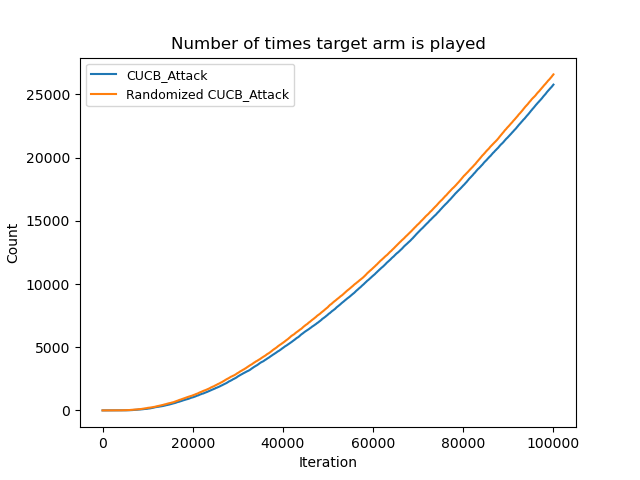 Number of times target arm is played
CUCB_Attack
Randomized CUCB_Attack
25000
20000
15000
10000
5000
0
Count
0 20000 40000 60000 80000 100000
Iteration